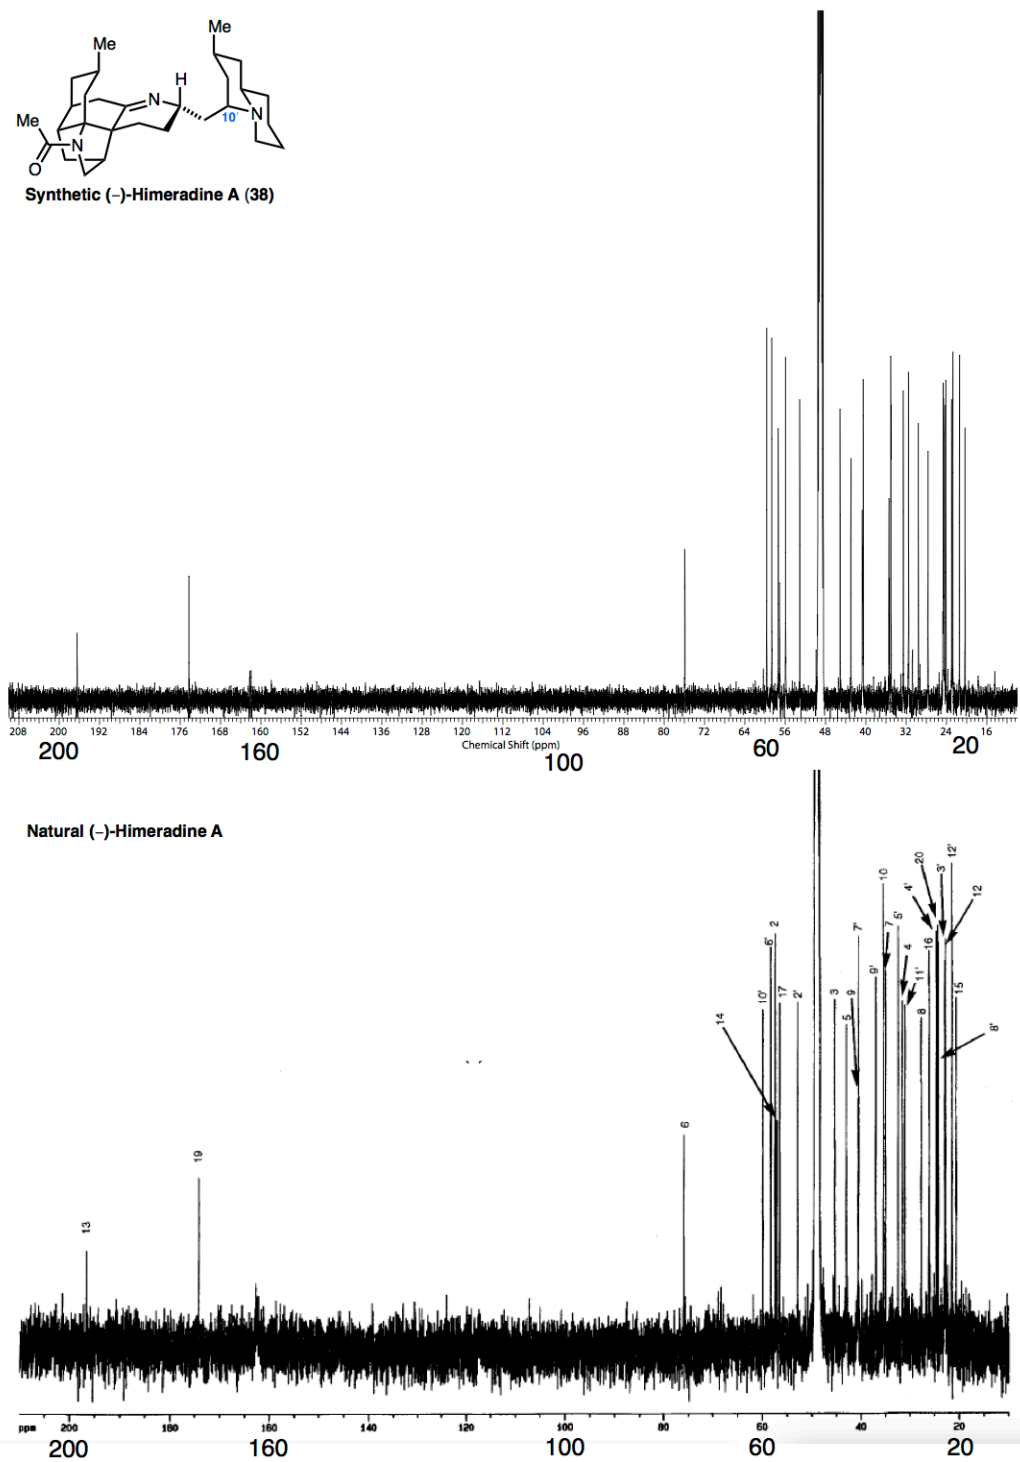 Me
Me
H
N
Me
10'
N
N
O
Synthetic (–)-Himeradine A (38)
208 200 192 184 176 168 160 152 144 136 128 120 112 104 96 88 80 72 64 56 48 40 32 24 16
Chemical Shift (ppm)
200 160 100 60 20
Natural (–)-Himeradine A
13
19
6
14
10'
6'
2
17
2'
3
5
9
7'
9'
10
7
5'
4
11'
8
16
4'
20
3'
12'
12
15
8'
ppm 200 180 160 140 120 100 80 60 40 20
200 160 100 60 20